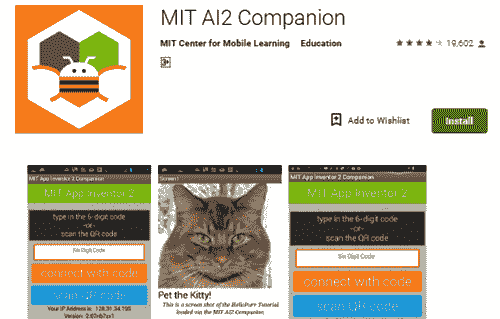 MIT AI2 Companion
MIT Center for Mobile Learning Education
19,602
Add to Wishlist
Install
MIT App Inventor 2 Companion
MIT App Inventor 2
type in the 6-digit code
-or-
scan the QR code
Six Digit Code
connect with code
scan QR code
Your IP Address is: 128.31.34.195
Screen1
Pet the Kitty!
This is a screen shot of the HelloPurr Tutorial
loaded via the MIT AI2 Companion
MIT App Inventor 2 Companion
MIT App Inventor 2
type in the 6-digit code
-or-
scan the QR code
Six Digit Code
connect with code
scan QR code